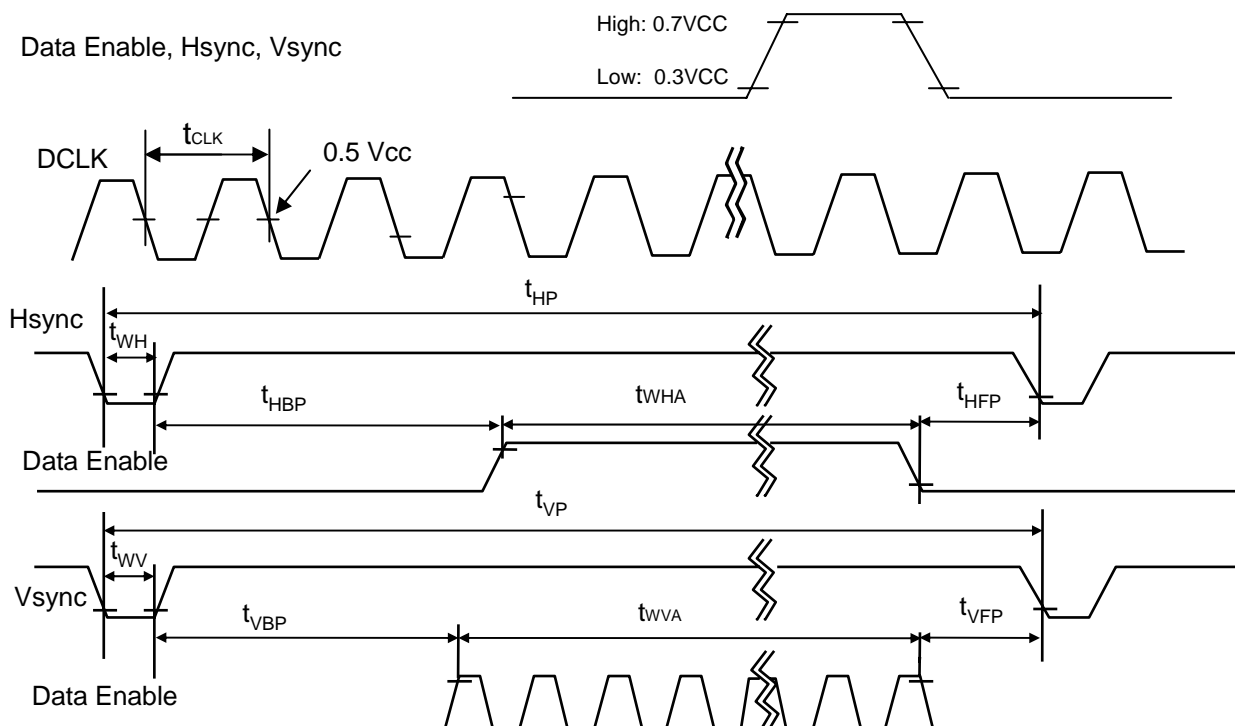 High: 0.7VCC
Data Enable, Hsync, Vsync
Low: 0.3VCC
tCLK
DCLK
0.5 Vcc
tHP
Hsync
tWH
tHBP
tWHA
tHFP
Data Enable
tVP
tWV
Vsync
tVBP
tWVA
tVFP
Data Enable